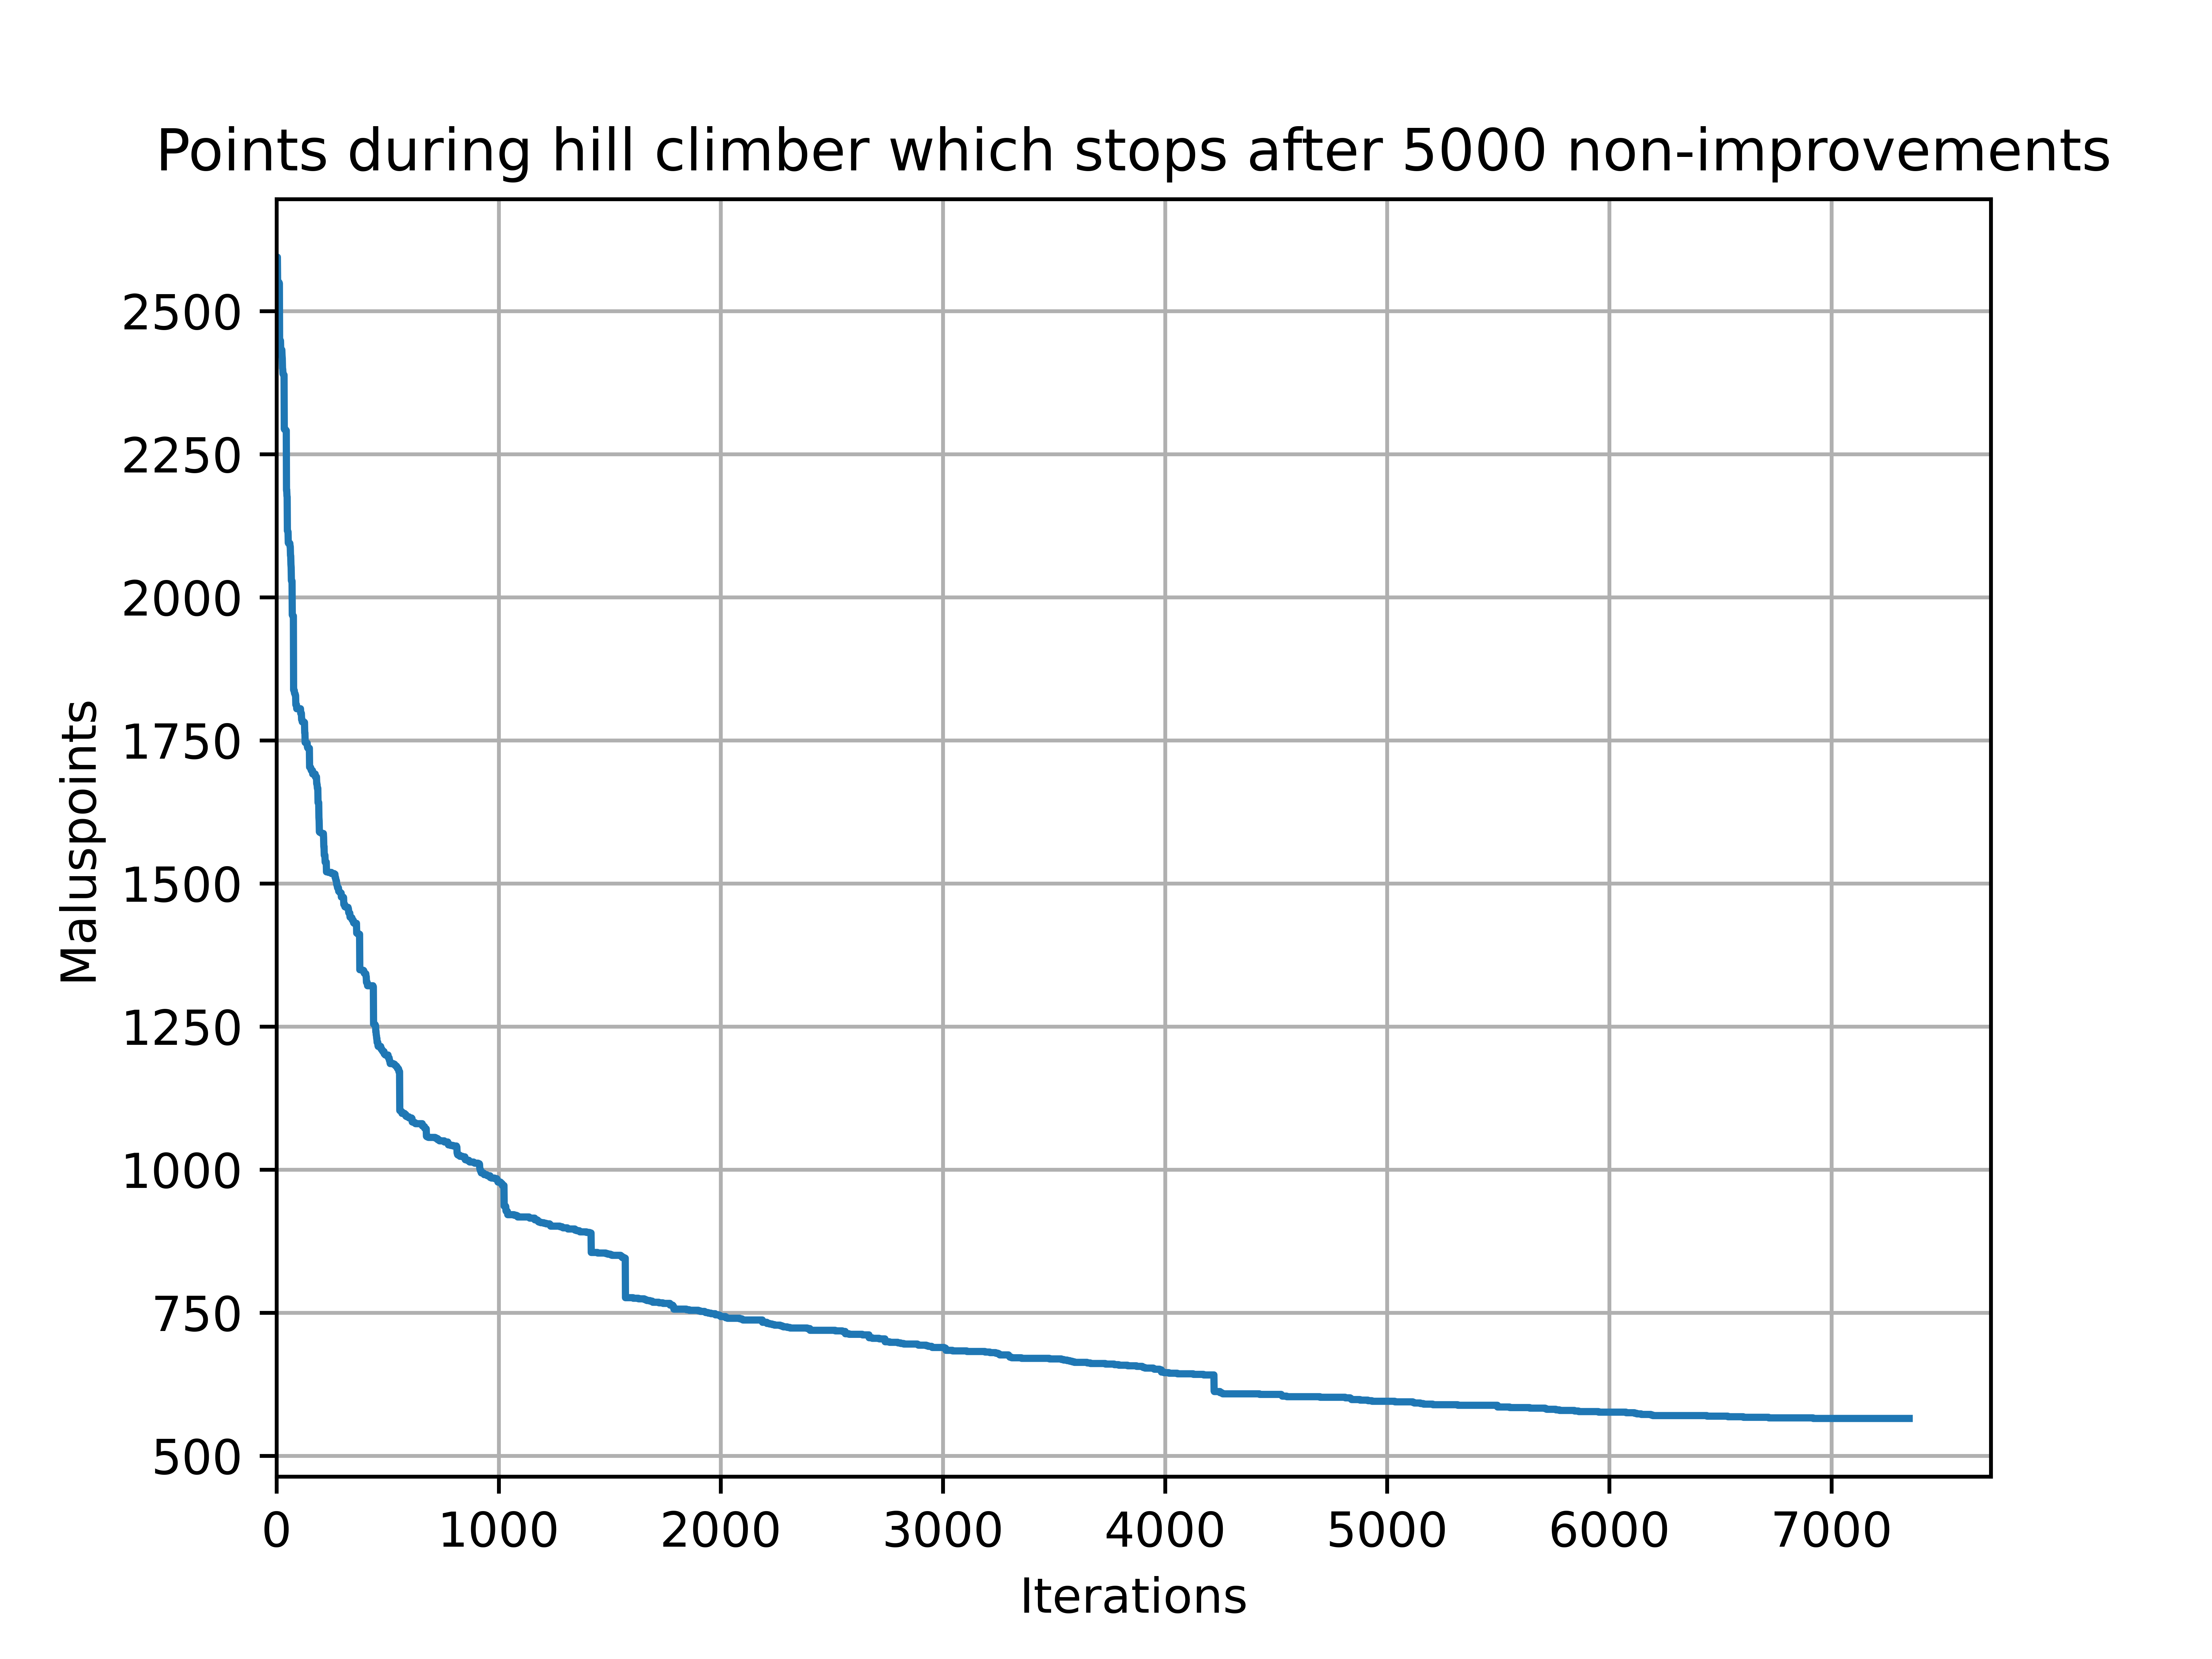 Points during hill climber which stops after 5000 non-improvements
2500
2250
2000
1750
1500
1250
1000
750
500
Maluspoints
0 1000 2000 3000 4000 5000 6000 7000
Iterations